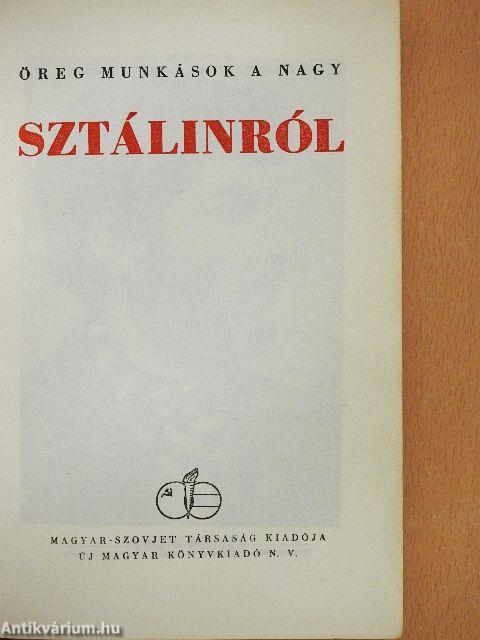 ÖREG MUNKÁSOK A NAGY
SZTÁLINRÓL
MAGYAR-SZOVJET TÁRSASÁG KIADÓJA
ÚJ MAGYAR KÖNYVKIADÓ N. V.
Antikvárium.hu